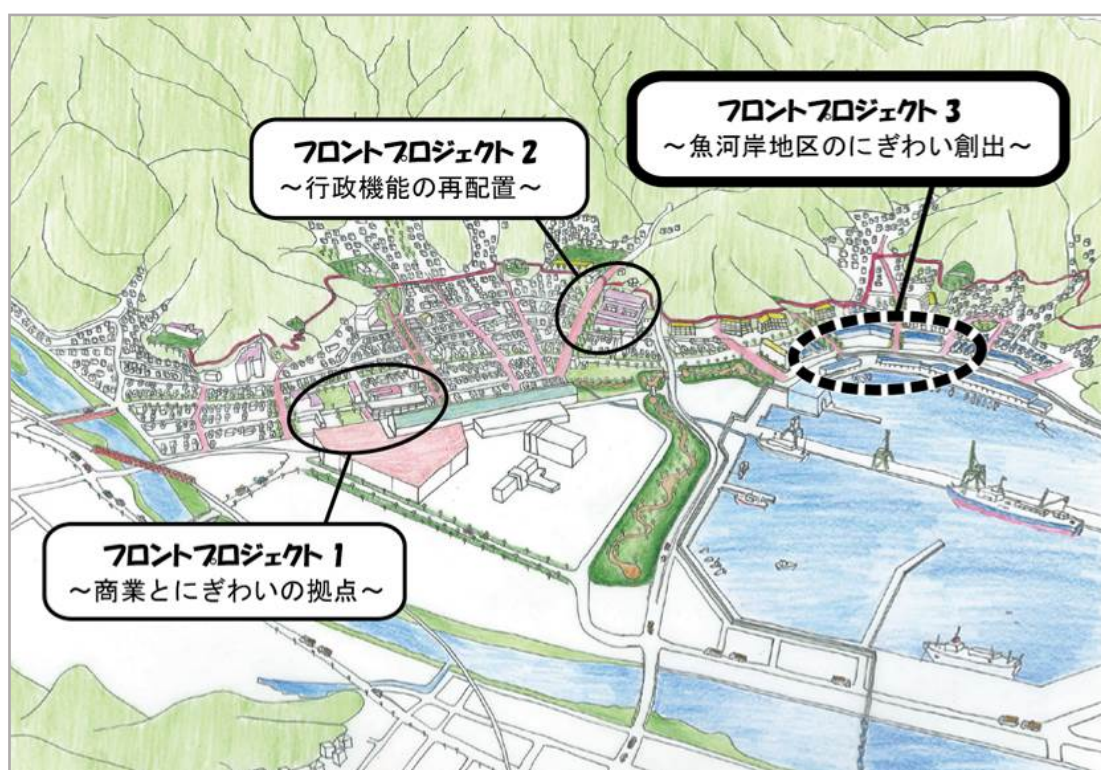 フロントプロジェクト 3
～魚河岸地区のにぎわい創出～
フロントプロジェクト 2
～行政機能の再配置～
フロントプロジェクト 1
～商業とにぎわいの拠点～